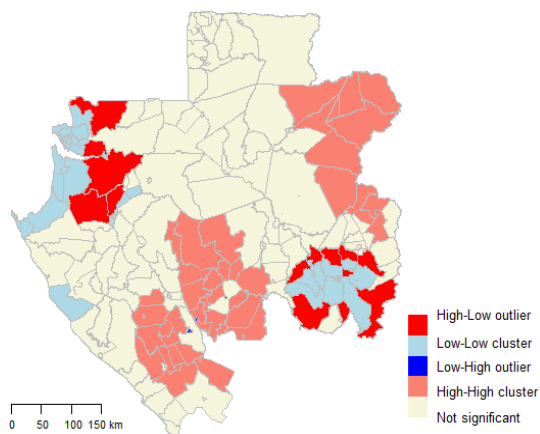 High-Low outlier
Low-Low cluster
Low-High outlier
High-High cluster
Not significant
0 50 100 150 km